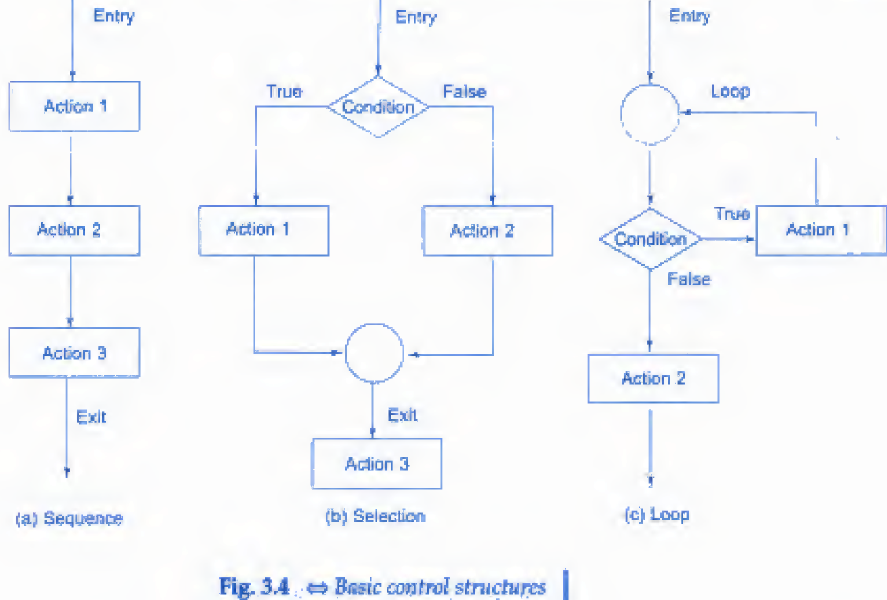 Entry
Action 1
Action 2
Action 3
Exit
(a) Sequence
Entry
True
False
Condition
Action 1
Action 2
Exit
Action 3
(b) Selection
Entry
Loop
Condition
True
Action 1
False
Action 2
(c) Loop
Fig. 3.4 ⇔ Basic control structures